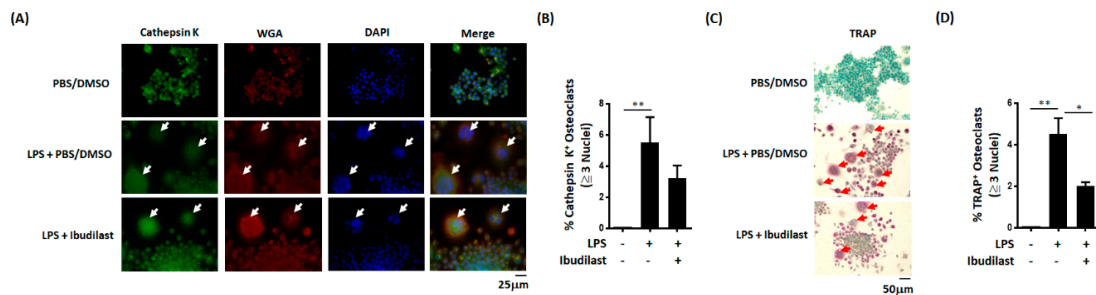 (A)
Cathepsin K WGA DAPI Merge
PBS/DMSO
LPS + PBS/DMSO
LPS + Ibudilast
25μm
(B)
% Cathepsin K+ Osteoclasts
(≧ 3 Nuclei)
8
6
4
2
0
**
LPS - + +
Ibudilast - - +
(C)
TRAP
PBS/DMSO
LPS + PBS/DMSO
LPS + Ibudilast
50μm
(D)
% TRAP+ Osteoclasts
(≧ 3 Nuclei)
6
4
2
0
** *
LPS - + +
Ibudilast - - +